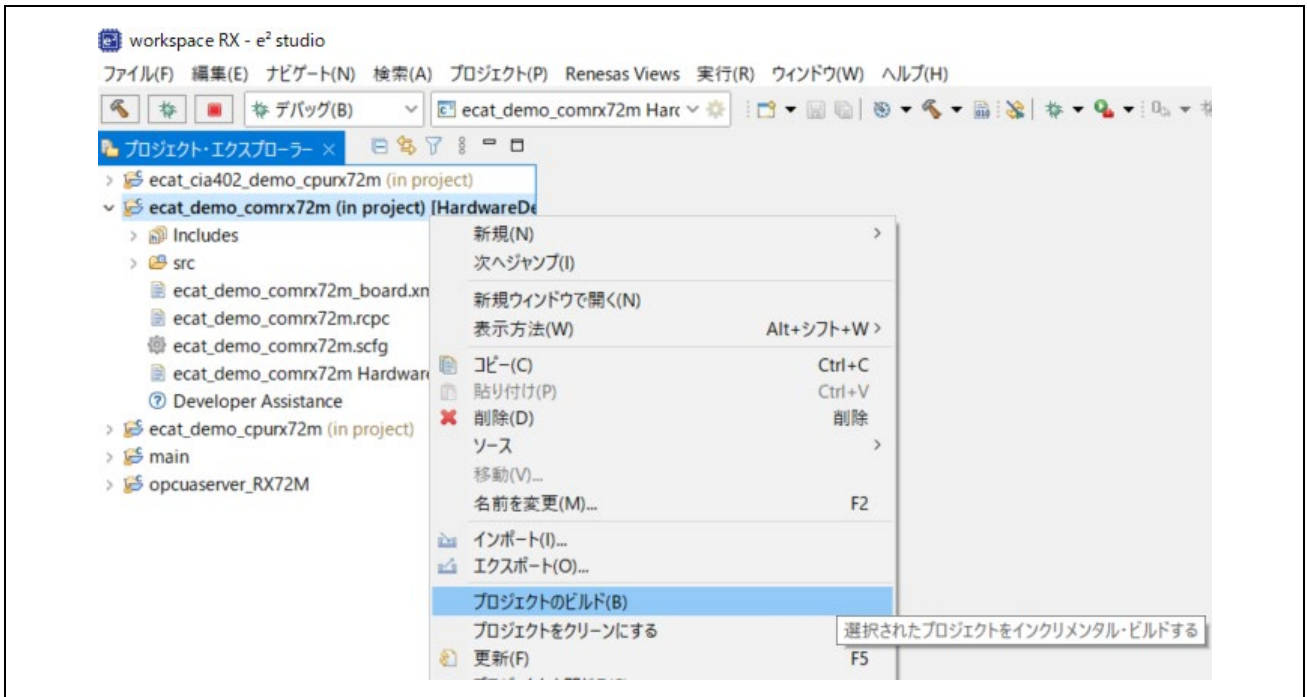 workspace RX - e² studio
ファイル(F) 編集(E) ナビゲート(N) 検索(A) プロジェクト(P) Renesas Views 実行(R) ウィンドウ(W) ヘルプ(H)
デバッグ(B) ecat_demo_comrx72m Harc
プロジェクト・エクスプローラー
ecat_cia402_demo_cpurx72m (in project)
ecat_demo_comrx72m (in project) [HardwareDe
Includes
src
ecat_demo_comrx72m_board.xn
ecat_demo_comrx72m.rcpc
ecat_demo_comrx72m.scfg
ecat_demo_comrx72m Hardware
Developer Assistance
ecat_demo_cpurx72m (in project)
main
opcuaserver_RX72M
新規(N)
次へジャンプ(I)
新規ウィンドウで開く(N)
表示方法(W) Alt+シフト+W >
コピー(C) Ctrl+C
貼り付け(P) Ctrl+V
削除(D) 削除
ソース
移動(V)...
名前を変更(M)... F2
インポート(I)...
エクスポート(O)...
プロジェクトのビルド(B)
プロジェクトをクリーンにする
選択されたプロジェクトをインクリメンタル・ビルドする
更新(F) F5